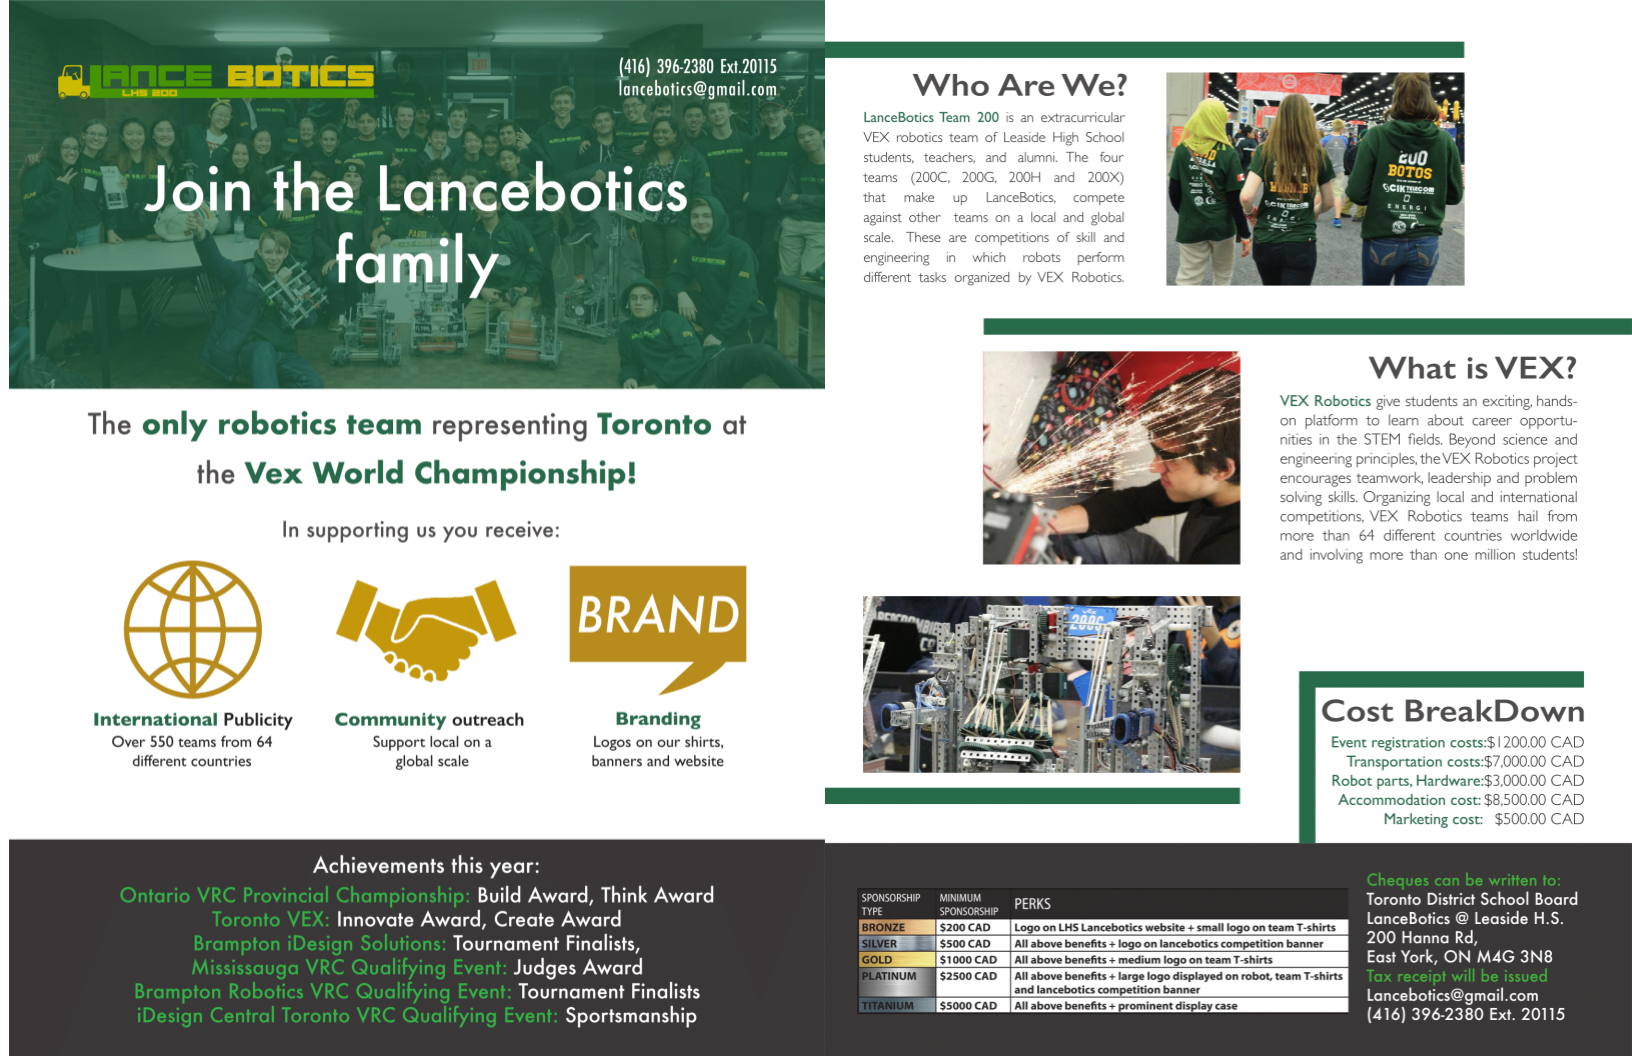 LANCE BOTICS
LHS 200
(416) 396-2380 Ext.20115
lancebotics@gmail.com
Join the Lancebotics
family
The only robotics team representing Toronto at
the Vex World Championship!
In supporting us you receive:
BRAND
International Publicity
Over 550 teams from 64
different countries
Community outreach
Support local on a
global scale
Branding
Logos on our shirts,
banners and website
Achievements this year:
Ontario VRC Provincial Championship: Build Award, Think Award
Toronto VEX: Innovate Award, Create Award
Brampton iDesign Solutions: Tournament Finalists,
Mississauga VRC Qualifying Event: Judges Award
Brampton Robotics VRC Qualifying Event: Tournament Finalists
iDesign Central Toronto VRC Qualifying Event: Sportsmanship
Who Are We?
LanceBotics Team 200 is an extracurricular
VEX robotics team of Leaside High School
students, teachers, and alumni. The four
teams (200C, 200G, 200H and 200X)
that make up LanceBotics, compete
against other teams on a local and global
scale. These are competitions of skill and
engineering in which robots perform
different tasks organized by VEX Robotics.
200
BOTOS
CIK TELECOM
ENERGI
What is VEX?
VEX Robotics give students an exciting, hands-
on platform to learn about career opportu-
nities in the STEM fields. Beyond science and
engineering principles, the VEX Robotics project
encourages teamwork, leadership and problem
solving skills. Organizing local and international
competitions, VEX Robotics teams hail from
more than 64 different countries worldwide
and involving more than one million students!
200G
Cost BreakDown
Event registration costs:$1200.00 CAD
Transportation costs:$7,000.00 CAD
Robot parts, Hardware:$3,000.00 CAD
Accommodation cost: $8,500.00 CAD
Marketing cost: $500.00 CAD
SPONSORSHIP TYPE MINIMUM SPONSORSHIP PERKS
BRONZE $200 CAD Logo on LHS Lancebotics website + small logo on team T-shirts
SILVER $500 CAD All above benefits + logo on lancebotics competition banner
GOLD $1000 CAD All above benefits + medium logo on team T-shirts
PLATINUM $2500 CAD All above benefits + large logo displayed on robot, team T-shirts
and lancebotics competition banner
TITANIUM $5000 CAD All above benefits + prominent display case
Cheques can be written to:
Toronto District School Board
LanceBotics @ Leaside H.S.
200 Hanna Rd,
East York, ON M4G 3N8
Tax receipt will be issued
Lancebotics@gmail.com
(416) 396-2380 Ext. 20115